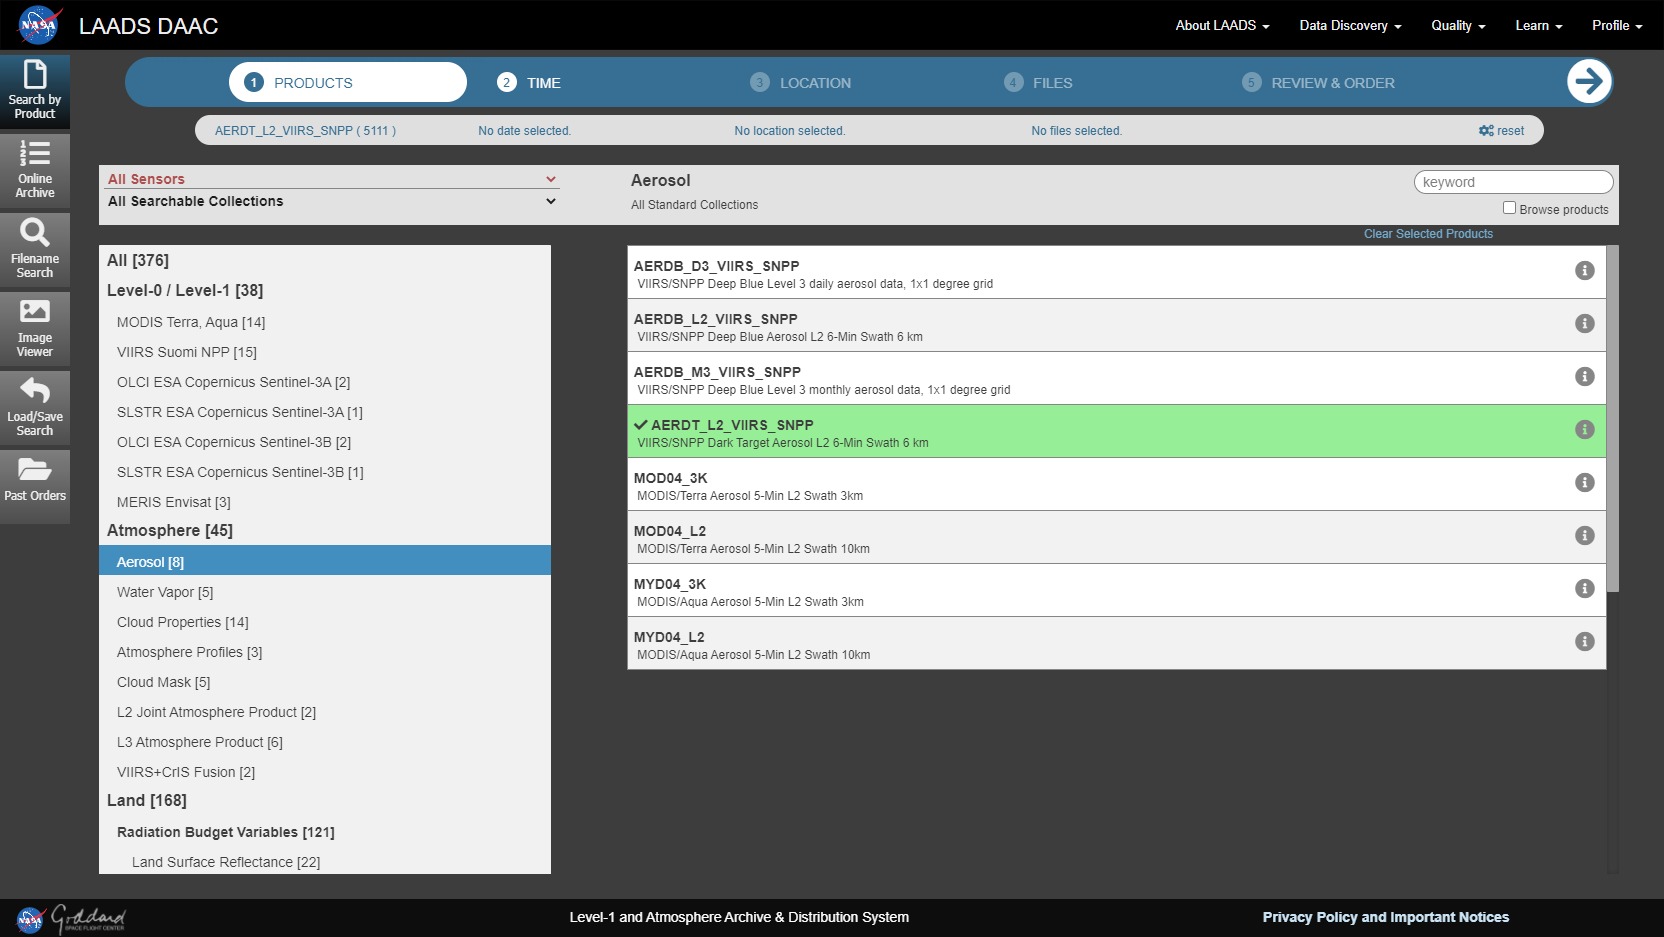 NASA
LAADS DAAC
About LAADS
Data Discovery
Quality
Learn
Profile
Search by
Product
Online
Archive
Filename
Search
Image
Viewer
Load/Save
Search
Past Orders
1 PRODUCTS
2 TIME
3 LOCATION
4 FILES
5 REVIEW & ORDER
AERDT_L2_VIIRS_SNPP ( 5111 )
No date selected.
No location selected.
No files selected.
reset
All Sensors
All Searchable Collections
Aerosol
All Standard Collections
keyword
Browse products
Clear Selected Products
All [376]
Level-0 / Level-1 [38]
MODIS Terra, Aqua [14]
VIIRS Suomi NPP [15]
OLCI ESA Copernicus Sentinel-3A [2]
SLSTR ESA Copernicus Sentinel-3A [1]
OLCI ESA Copernicus Sentinel-3B [2]
SLSTR ESA Copernicus Sentinel-3B [1]
MERIS Envisat [3]
Atmosphere [45]
Aerosol [8]
Water Vapor [5]
Cloud Properties [14]
Atmosphere Profiles [3]
Cloud Mask [5]
L2 Joint Atmosphere Product [2]
L3 Atmosphere Product [6]
VIIRS+CrIS Fusion [2]
Land [168]
Radiation Budget Variables [121]
Land Surface Reflectance [22]
AERDB_D3_VIIRS_SNPP
VIIRS/SNPP Deep Blue Level 3 daily aerosol data, 1x1 degree grid
AERDB_L2_VIIRS_SNPP
VIIRS/SNPP Deep Blue Aerosol L2 6-Min Swath 6 km
AERDB_M3_VIIRS_SNPP
VIIRS/SNPP Deep Blue Level 3 monthly aerosol data, 1x1 degree grid
AERDT_L2_VIIRS_SNPP
VIIRS/SNPP Dark Target Aerosol L2 6-Min Swath 6 km
MOD04_3K
MODIS/Terra Aerosol 5-Min L2 Swath 3km
MOD04_L2
MODIS/Terra Aerosol 5-Min L2 Swath 10km
MYD04_3K
MODIS/Aqua Aerosol 5-Min L2 Swath 3km
MYD04_L2
MODIS/Aqua Aerosol 5-Min L2 Swath 10km
NASA
Goddard
SPACE FLIGHT CENTER
Level-1 and Atmosphere Archive & Distribution System
Privacy Policy and Important Notices